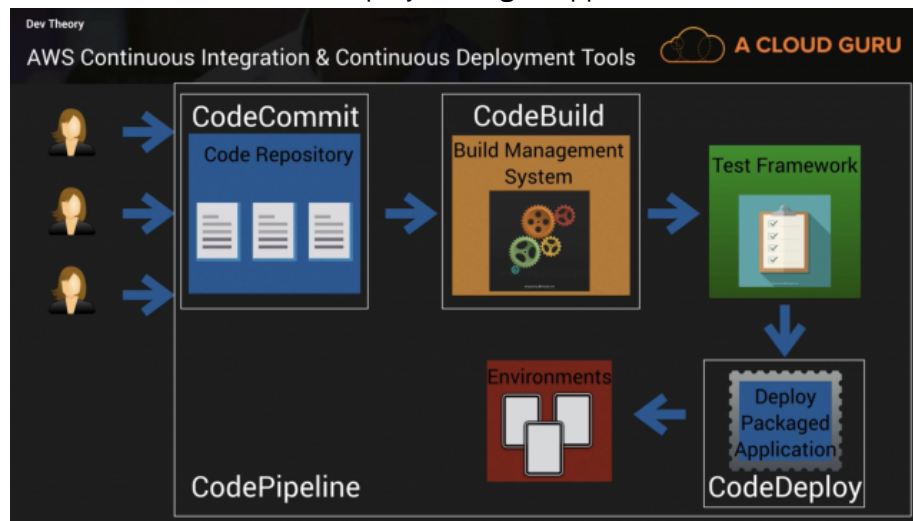 Dev Theory
AWS Continuous Integration & Continuous Deployment Tools
A CLOUD GURU
CodeCommit
Code Repository
CodeBuild
Build Management
System
Test Framework
Environments
Deploy
Packaged
Application
CodeDeploy
CodePipeline